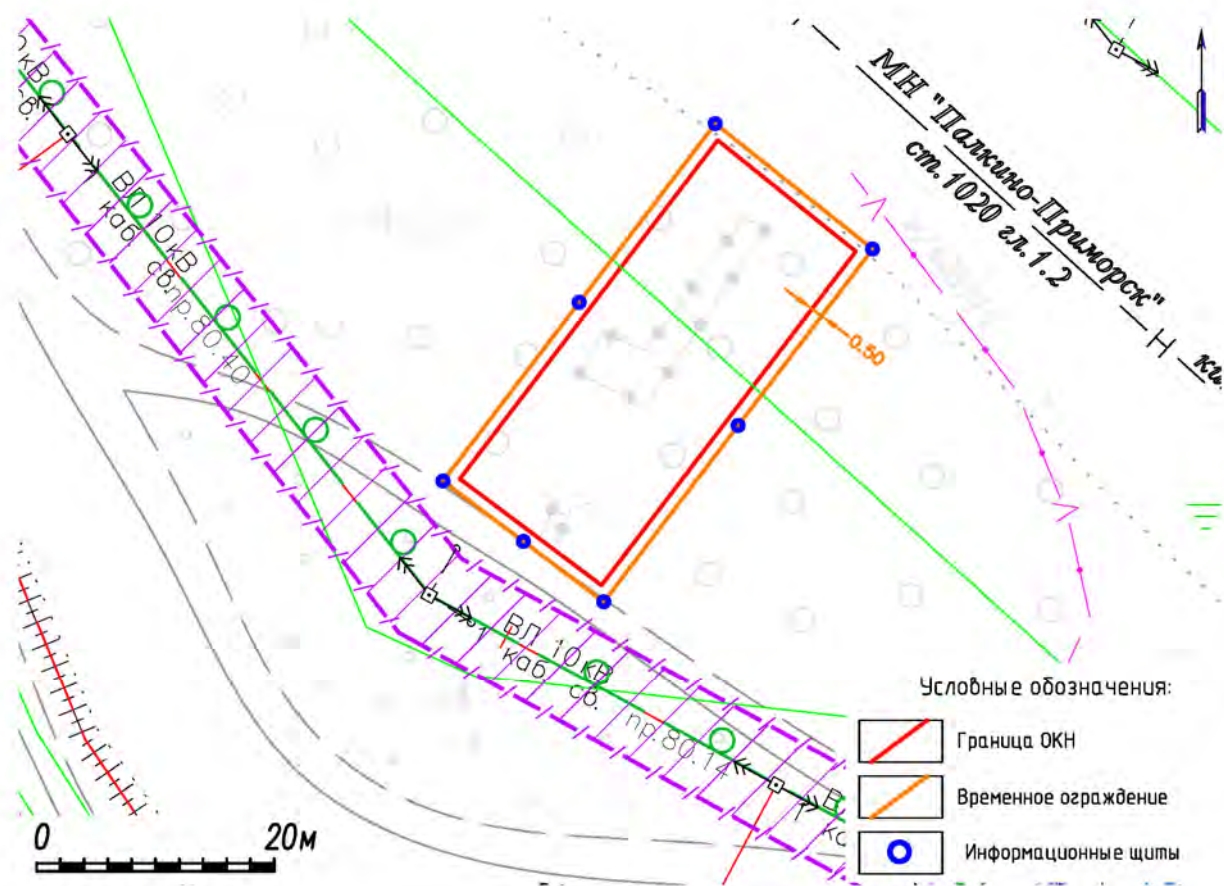 МН "Палкино-Приморск"
ст. 1020 гл. 1.2
Н
ВЛ 10кВ
каб. св.пр.80.40
0.50
ВЛ 10кВ
каб. св. пр.80.14
Условные обозначения:
Граница ОКН
Временное ограждение
Информационные щиты
0 20м